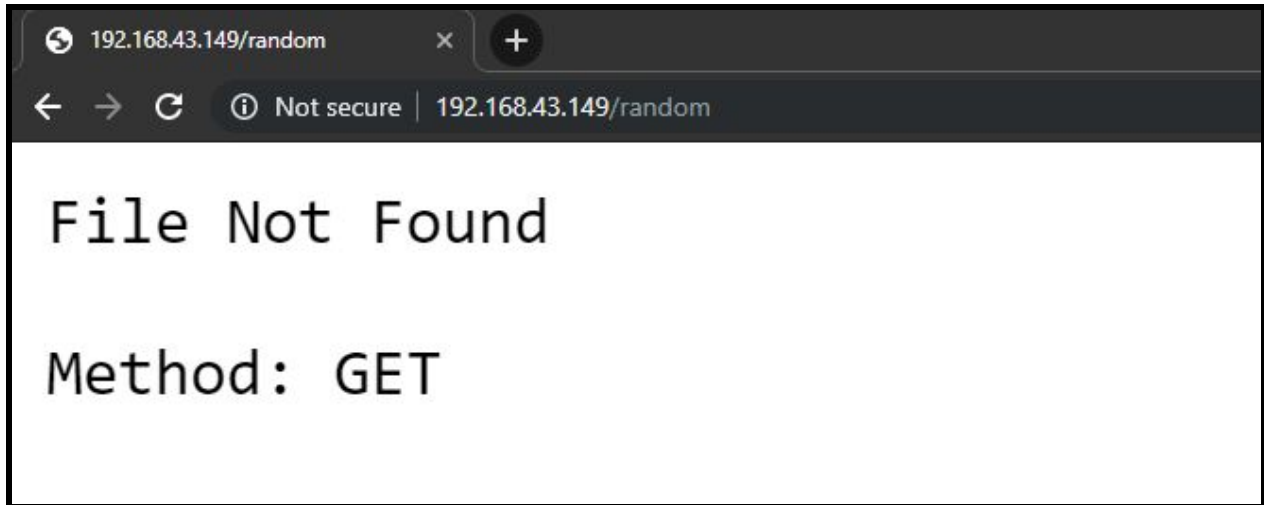 192.168.43.149/random
Not secure | 192.168.43.149/random
File Not Found
Method: GET